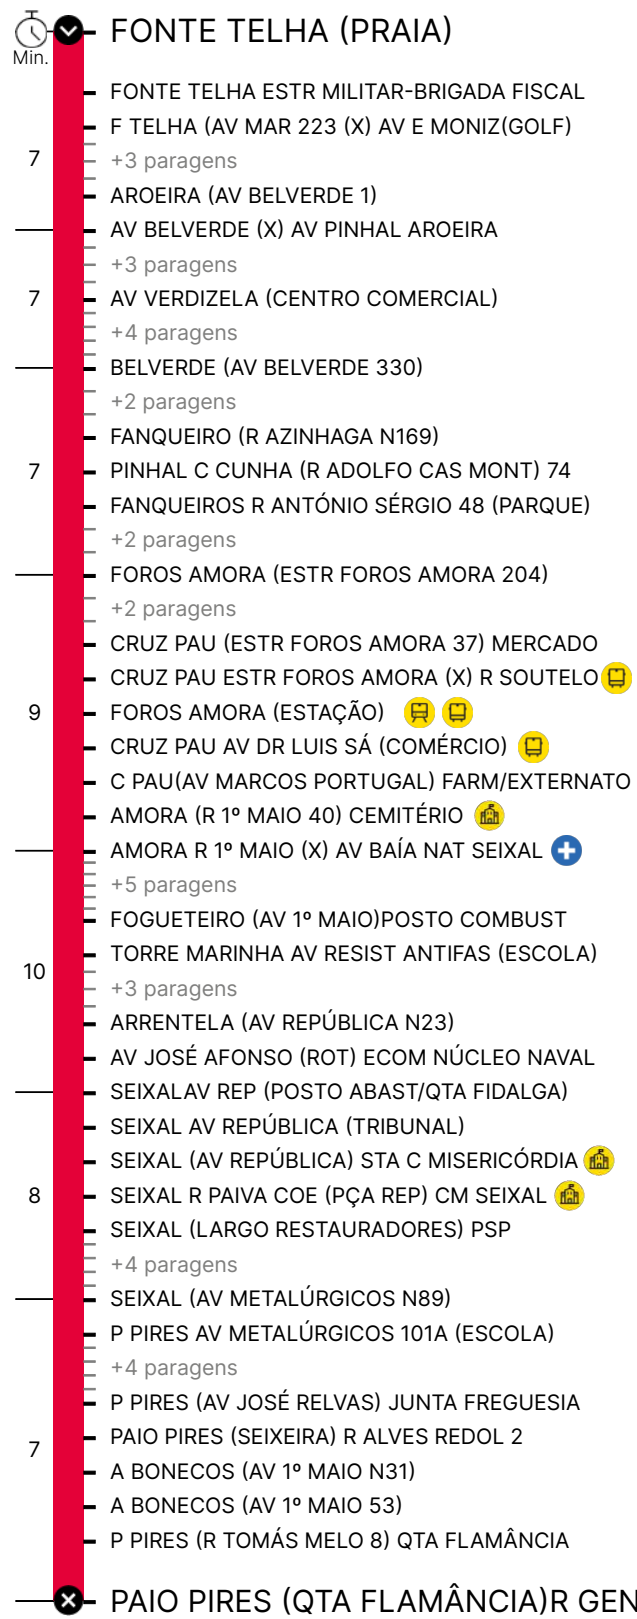 FONTE TELHA (PRAIA)
Min.
FONTE TELHA ESTR MILITAR-BRIGADA FISCAL
F TELHA (AV MAR 223 (X) AV E MONIZ(GOLF)
7
+3 paragens
AROEIRA (AV BELVERDE 1)
AV BELVERDE (X) AV PINHAL AROEIRA
+3 paragens
7
AV VERDIZELA (CENTRO COMERCIAL)
+4 paragens
BELVERDE (AV BELVERDE 330)
+2 paragens
FANQUEIRO (R AZINHAGA N169)
7
PINHAL C CUNHA (R ADOLFO CAS MONT) 74
FANQUEIROS R ANTÓNIO SÉRGIO 48 (PARQUE)
+2 paragens
FOROS AMORA (ESTR FOROS AMORA 204)
+2 paragens
CRUZ PAU (ESTR FOROS AMORA 37) MERCADO
CRUZ PAU ESTR FOROS AMORA (X) R SOUTELO
9
FOROS AMORA (ESTAÇÃO)
CRUZ PAU AV DR LUIS SÁ (COMÉRCIO)
C PAU(AV MARCOS PORTUGAL) FARM/EXTERNATO
AMORA (R 1º MAIO 40) CEMITÉRIO
AMORA R 1º MAIO (X) AV BAÍA NAT SEIXAL
+5 paragens
FOGUETEIRO (AV 1º MAIO)POSTO COMBUST
TORRE MARINHA AV RESIST ANTIFAS (ESCOLA)
10
+3 paragens
ARRENTELA (AV REPÚBLICA N23)
AV JOSÉ AFONSO (ROT) ECOM NÚCLEO NAVAL
SEIXALAV REP (POSTO ABAST/QTA FIDALGA)
SEIXAL AV REPÚBLICA (TRIBUNAL)
SEIXAL (AV REPÚBLICA) STA C MISERICÓRDIA
8
SEIXAL R PAIVA COE (PÇA REP) CM SEIXAL
SEIXAL (LARGO RESTAURADORES) PSP
+4 paragens
SEIXAL (AV METALÚRGICOS N89)
P PIRES AV METALÚRGICOS 101A (ESCOLA)
+4 paragens
P PIRES (AV JOSÉ RELVAS) JUNTA FREGUESIA
7
PAIO PIRES (SEIXEIRA) R ALVES REDOL 2
A BONECOS (AV 1º MAIO N31)
A BONECOS (AV 1º MAIO 53)
P PIRES (R TOMÁS MELO 8) QTA FLAMÂNCIA
PAIO PIRES (QTA FLAMÂNCIA)R GEN